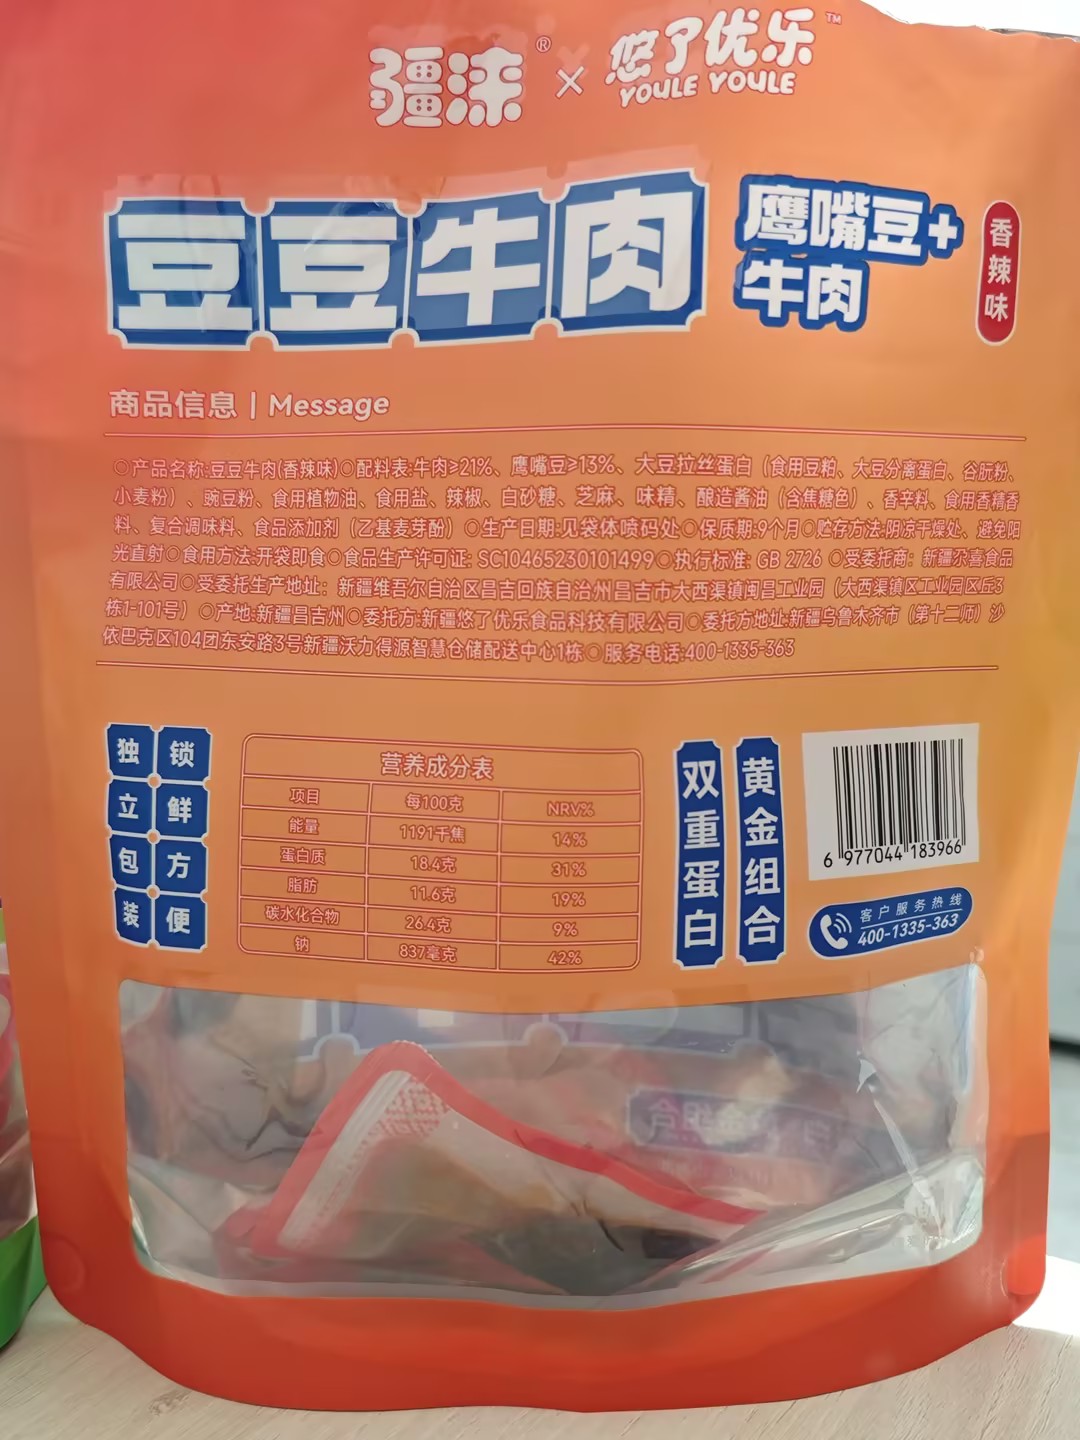 疆涑® × 悠了优乐™
YOULE YOULE
豆豆牛肉
鹰嘴豆+
牛肉
香辣味
商品信息 | Message
◎产品名称:豆豆牛肉(香辣味)◎配料表:牛肉≥21%、鹰嘴豆≥13%、大豆拉丝蛋白（食用豆粕、大豆分离蛋白、谷朊粉、
小麦粉）、豌豆粉、食用植物油、食用盐、辣椒、白砂糖、芝麻、味精、酿造酱油（含焦糖色）、香辛料、食用香精香
料、复合调味料、食品添加剂（乙基麦芽酚）◎生产日期:见袋体喷码处◎保质期:9个月◎贮存方法:阴凉干燥处、避免阳
光直射◎食用方法:开袋即食◎食品生产许可证: SC10465230101499◎执行标准: GB 2726 ◎受委托商: 新疆尕喜食品
有限公司◎受委托生产地址: 新疆维吾尔自治区昌吉回族自治州昌吉市大西渠镇闽昌工业园（大西渠镇区工业园区丘3
栋1-101号）◎产地:新疆昌吉州◎委托方:新疆悠了优乐食品科技有限公司◎委托方地址:新疆乌鲁木齐市（第十二师）沙
依巴克区104团东安路3号新疆沃力得源智慧仓储配送中心1栋◎服务电话:400-1335-363
独立包装
锁鲜方便
营养成分表
项目 每100克 NRV%
能量 1191千焦 14%
蛋白质 18.4克 31%
脂肪 11.6克 19%
碳水化合物 26.4克 9%
钠 837毫克 42%
双重蛋白
黄金组合
6 977044 183966
客户服务热线
400-1335-363